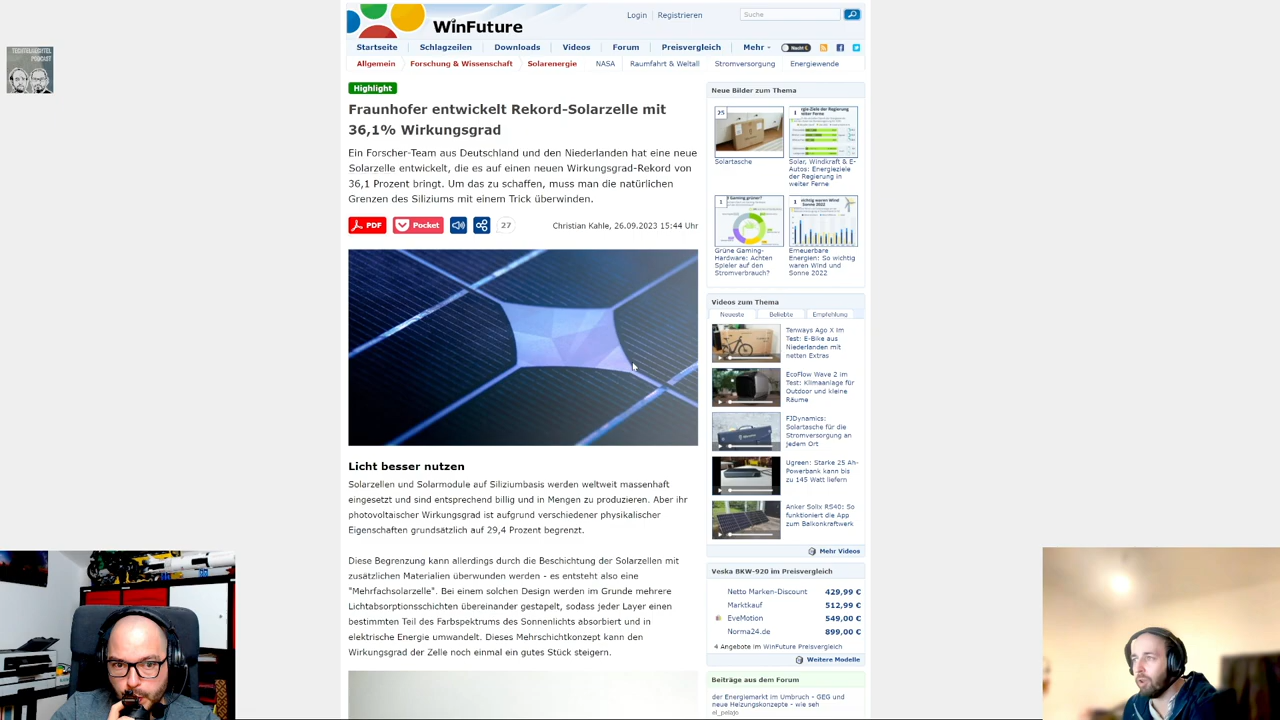 TECHTELMECHTEL
PODCAST
WinFuture
Login
Registrieren
Suche
Startseite
Schlagzeilen
Downloads
Videos
Forum
Preisvergleich
Mehr
Allgemein
Forschung & Wissenschaft
Solarenergie
NASA
Raumfahrt & Weltall
Stromversorgung
Energiewende
Highlight
Fraunhofer entwickelt Rekord-Solarzelle mit
36,1% Wirkungsgrad
Ein Forscher-Team aus Deutschland und den Niederlanden hat eine neue
Solarzelle entwickelt, die es auf einen neuen Wirkungsgrad-Rekord von
36,1 Prozent bringt. Um das zu schaffen, muss man die natürlichen
Grenzen des Siliziums mit einem Trick überwinden.
PDF
Pocket
27
Christian Kahle, 26.09.2023 15:44 Uhr
Licht besser nutzen
Solarzellen und Solarmodule auf Siliziumbasis werden weltweit massenhaft
eingesetzt und sind entsprechend billig und in Mengen zu produzieren. Aber ihr
photovoltaischer Wirkungsgrad ist aufgrund verschiedener physikalischer
Eigenschaften grundsätzlich auf 29,4 Prozent begrenzt.
Diese Begrenzung kann allerdings durch die Beschichtung der Solarzellen mit
zusätzlichen Materialien überwunden werden - es entsteht also eine
"Mehrfachsolarzelle". Bei einem solchen Design werden im Grunde mehrere
Lichtabsorptionsschichten übereinander gestapelt, sodass jeder Layer einen
bestimmten Teil des Farbspektrums des Sonnenlichts absorbiert und in
elektrische Energie umwandelt. Dieses Mehrschichtkonzept kann den
Wirkungsgrad der Zelle noch einmal ein gutes Stück steigern.
Neue Bilder zum Thema
25
1
Solartasche
Solar, Windkraft & E-
Autos: Energieziele
der Regierung in
weiter Ferne
1
1
Grüne Gaming-
Hardware: Achten
Spieler auf den
Stromverbrauch?
Erneuerbare
Energien: So wichtig
waren Wind und
Sonne 2022
Videos zum Thema
Neueste
Beliebte
Empfehlung
Tenways Ago X im
Test: E-Bike aus
Niederlanden mit
netten Extras
EcoFlow Wave 2 im
Test: Klimaanlage für
Outdoor und kleine
Räume
FJDynamics:
Solartasche für die
Stromversorgung an
jedem Ort
Ugreen: Starke 25 Ah-
Powerbank kann bis
zu 145 Watt liefern
Anker Solix RS40: So
funktioniert die App
zum Balkonkraftwerk
Mehr Videos
Veska BKW-920 im Preisvergleich
Netto Marken-Discount 429,99 €
Marktkauf 512,99 €
EveMotion 549,00 €
Norma24.de 899,00 €
4 Angebote im WinFuture Preisvergleich
Weitere Modelle
Beiträge aus dem Forum
der Energiemarkt im Umbruch - GEG und
neue Heizungskonzepte - wie seh
el_pelajo